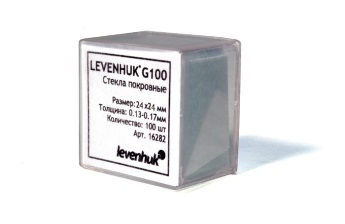 LEVENHUK® G100
Стекла покровные
Размер: 24x24 мм
Толщина: 0.13-0.17мм
Количество: 100 шт
Арт. 16282
levenhuk